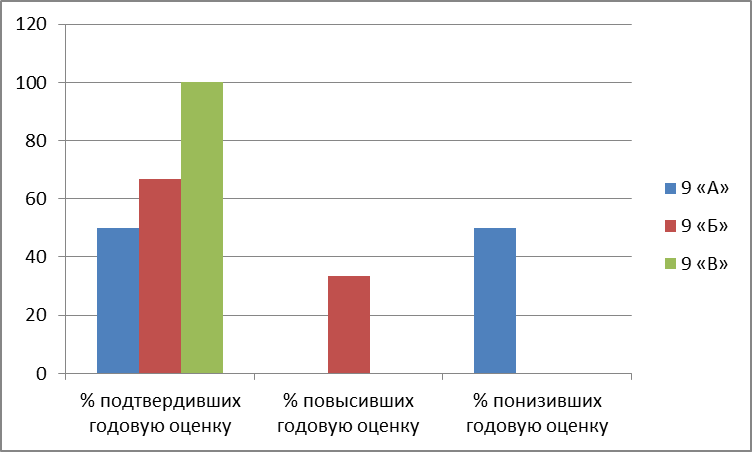 120
100
80
60
40
20
0
% подтвердивших
годовую оценку
% повысивших
годовую оценку
% понизивших
годовую оценку
9 «А»
9 «Б»
9 «В»